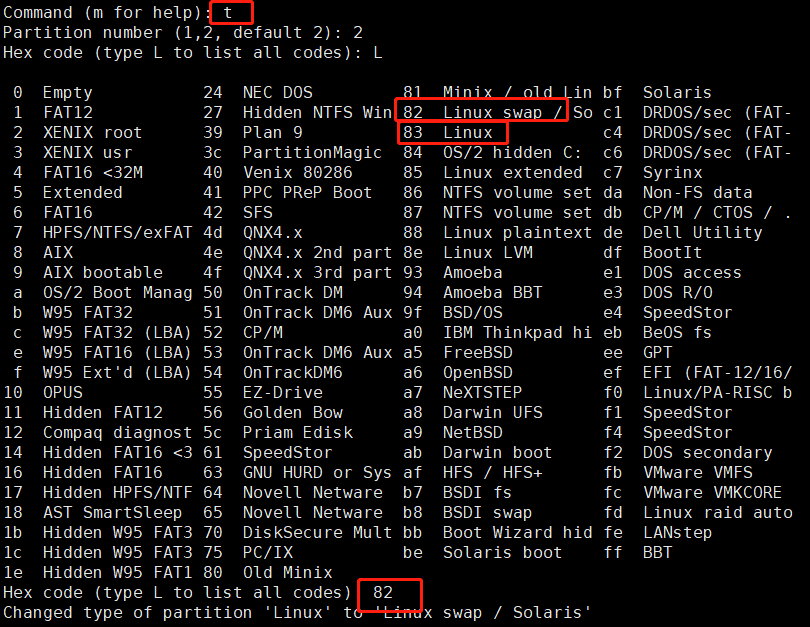 Command (m for help): t
Partition number (1,2, default 2): 2
Hex code (type L to list all codes): L
0 Empty 24 NEC DOS 81 Minix / old Lin bf Solaris
1 FAT12 27 Hidden NTFS Win 82 Linux swap / So c1 DRDOS/sec (FAT-
2 XENIX root 39 Plan 9 83 Linux c4 DRDOS/sec (FAT-
3 XENIX usr 3c PartitionMagic 84 OS/2 hidden C: c6 DRDOS/sec (FAT-
4 FAT16 <32M 40 Venix 80286 85 Linux extended c7 Syrinx
5 Extended 41 PPC PReP Boot 86 NTFS volume set da Non-FS data
6 FAT16 42 SFS 87 NTFS volume set db CP/M / CTOS / .
7 HPFS/NTFS/exFAT 4d QNX4.x 88 Linux plaintext de Dell Utility
8 AIX 4e QNX4.x 2nd part 8e Linux LVM df BootIt
9 AIX bootable 4f QNX4.x 3rd part 93 Amoeba e1 DOS access
a OS/2 Boot Manag 50 OnTrack DM 94 Amoeba BBT e3 DOS R/O
b W95 FAT32 51 OnTrack DM6 Aux 9f BSD/OS e4 SpeedStor
c W95 FAT32 (LBA) 52 CP/M a0 IBM Thinkpad hi eb BeOS fs
e W95 FAT16 (LBA) 53 OnTrack DM6 Aux a5 FreeBSD ee GPT
f W95 Ext'd (LBA) 54 OnTrackDM6 a6 OpenBSD ef EFI (FAT-12/16/
10 OPUS 55 EZ-Drive a7 NeXTSTEP f0 Linux/PA-RISC b
11 Hidden FAT12 56 Golden Bow a8 Darwin UFS f1 SpeedStor
12 Compaq diagnost 5c Priam Edisk a9 NetBSD f4 SpeedStor
14 Hidden FAT16 <3 61 SpeedStor ab Darwin boot f2 DOS secondary
16 Hidden FAT16 63 GNU HURD or Sys af HFS / HFS+ fb VMware VMFS
17 Hidden HPFS/NTF 64 Novell Netware b7 BSDI fs fc VMware VMKCORE
18 AST SmartSleep 65 Novell Netware b8 BSDI swap fd Linux raid auto
1b Hidden W95 FAT3 70 DiskSecure Mult bb Boot Wizard hid fe LANstep
1c Hidden W95 FAT3 75 PC/IX be Solaris boot ff BBT
1e Hidden W95 FAT1 80 Old Minix
Hex code (type L to list all codes) 82
Changed type of partition 'Linux' to 'Linux swap / Solaris'